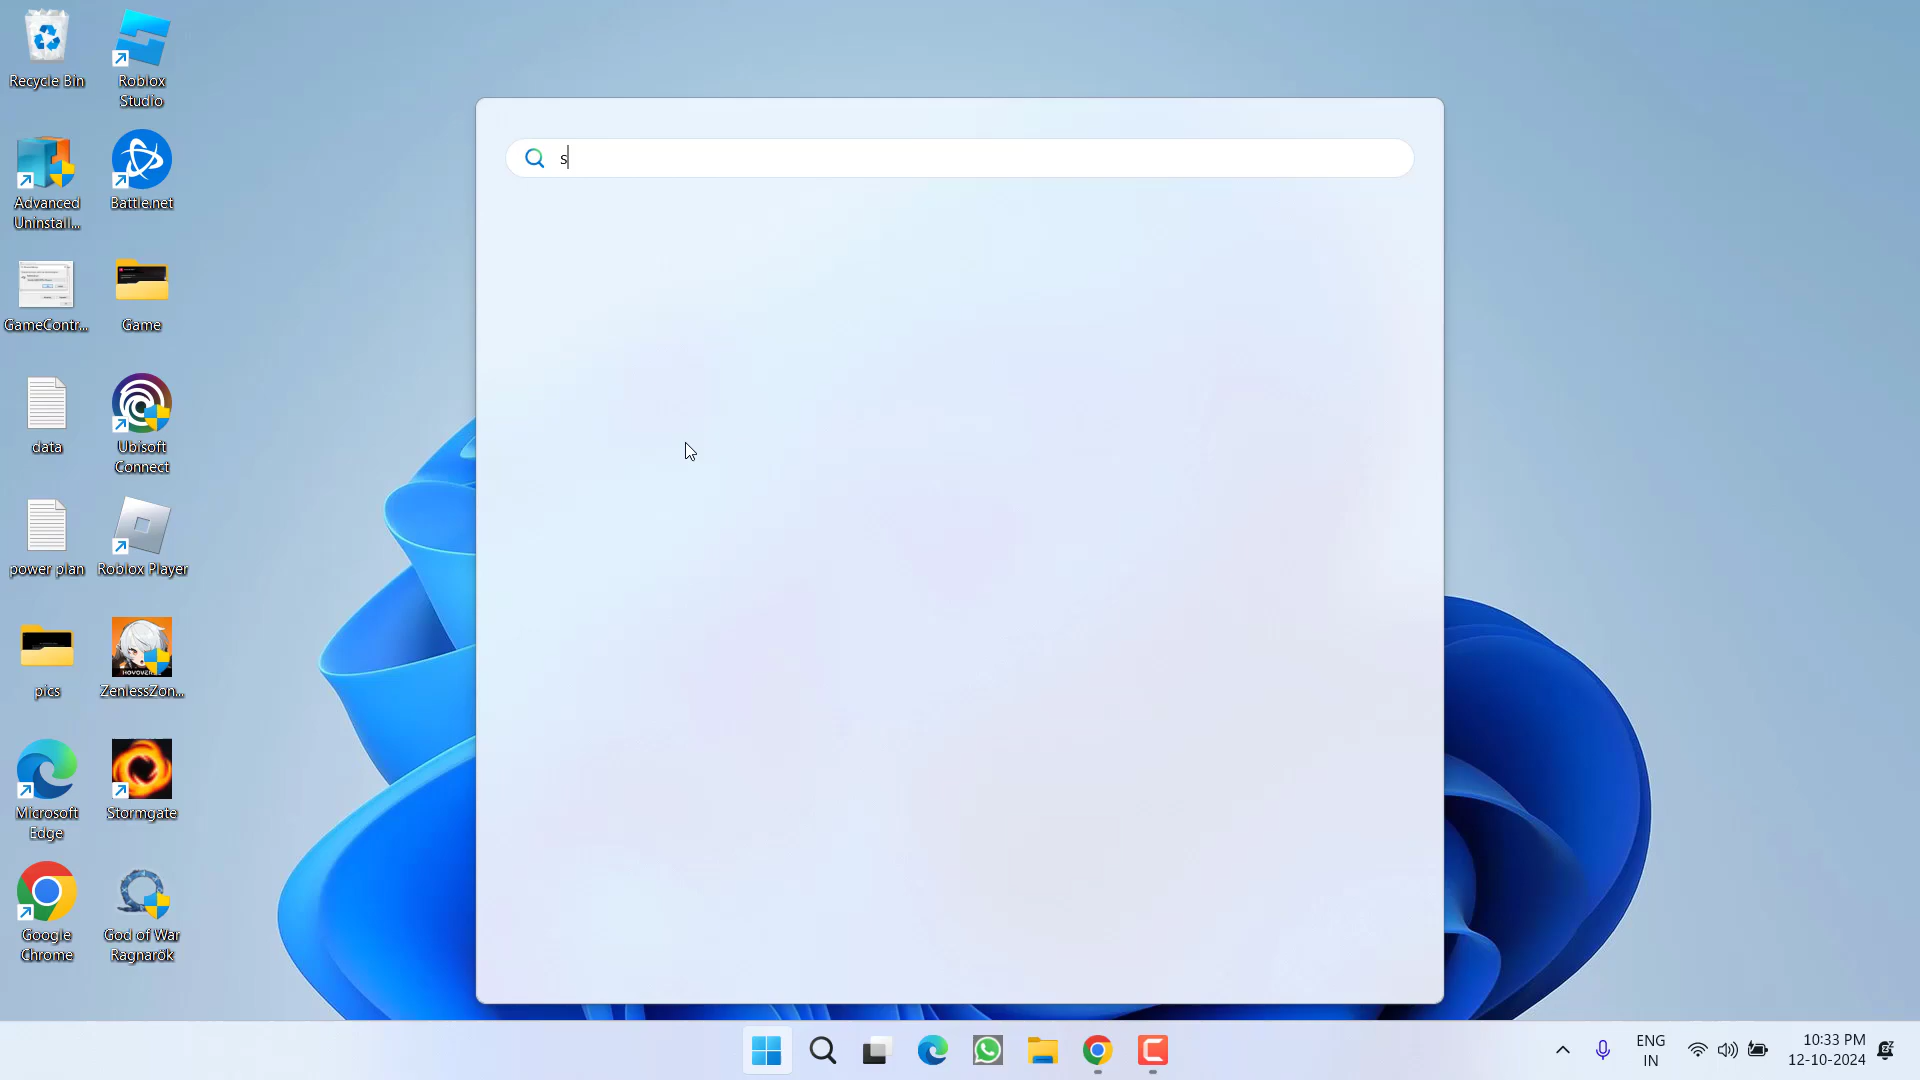 Recycle Bin
Roblox
Studio
Advanced
Uninstall...
Battle.net
GameContr...
Game
data
Ubisoft
Connect
power plan
Roblox Player
pics
ZenlessZon...
Microsoft
Edge
Stormgate
Google
Chrome
God of War
Ragnarök
s
ENG
IN
10:33 PM
12-10-2024